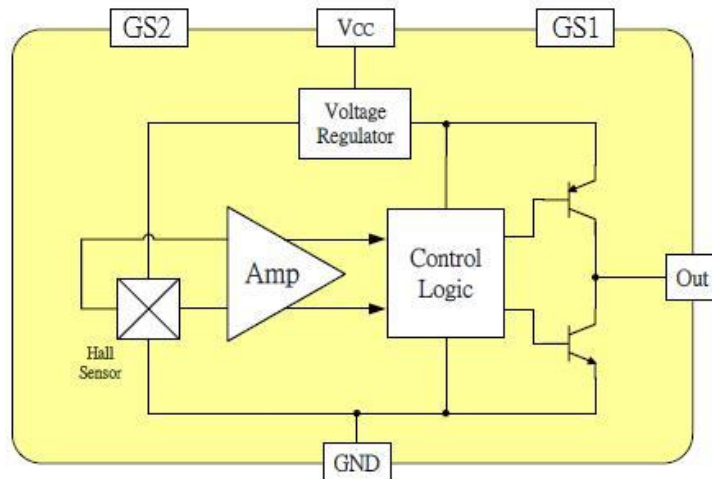 GS2
Vcc
GS1
Voltage
Regulator
Amp
Control
Logic
Out
Hall
Sensor
GND